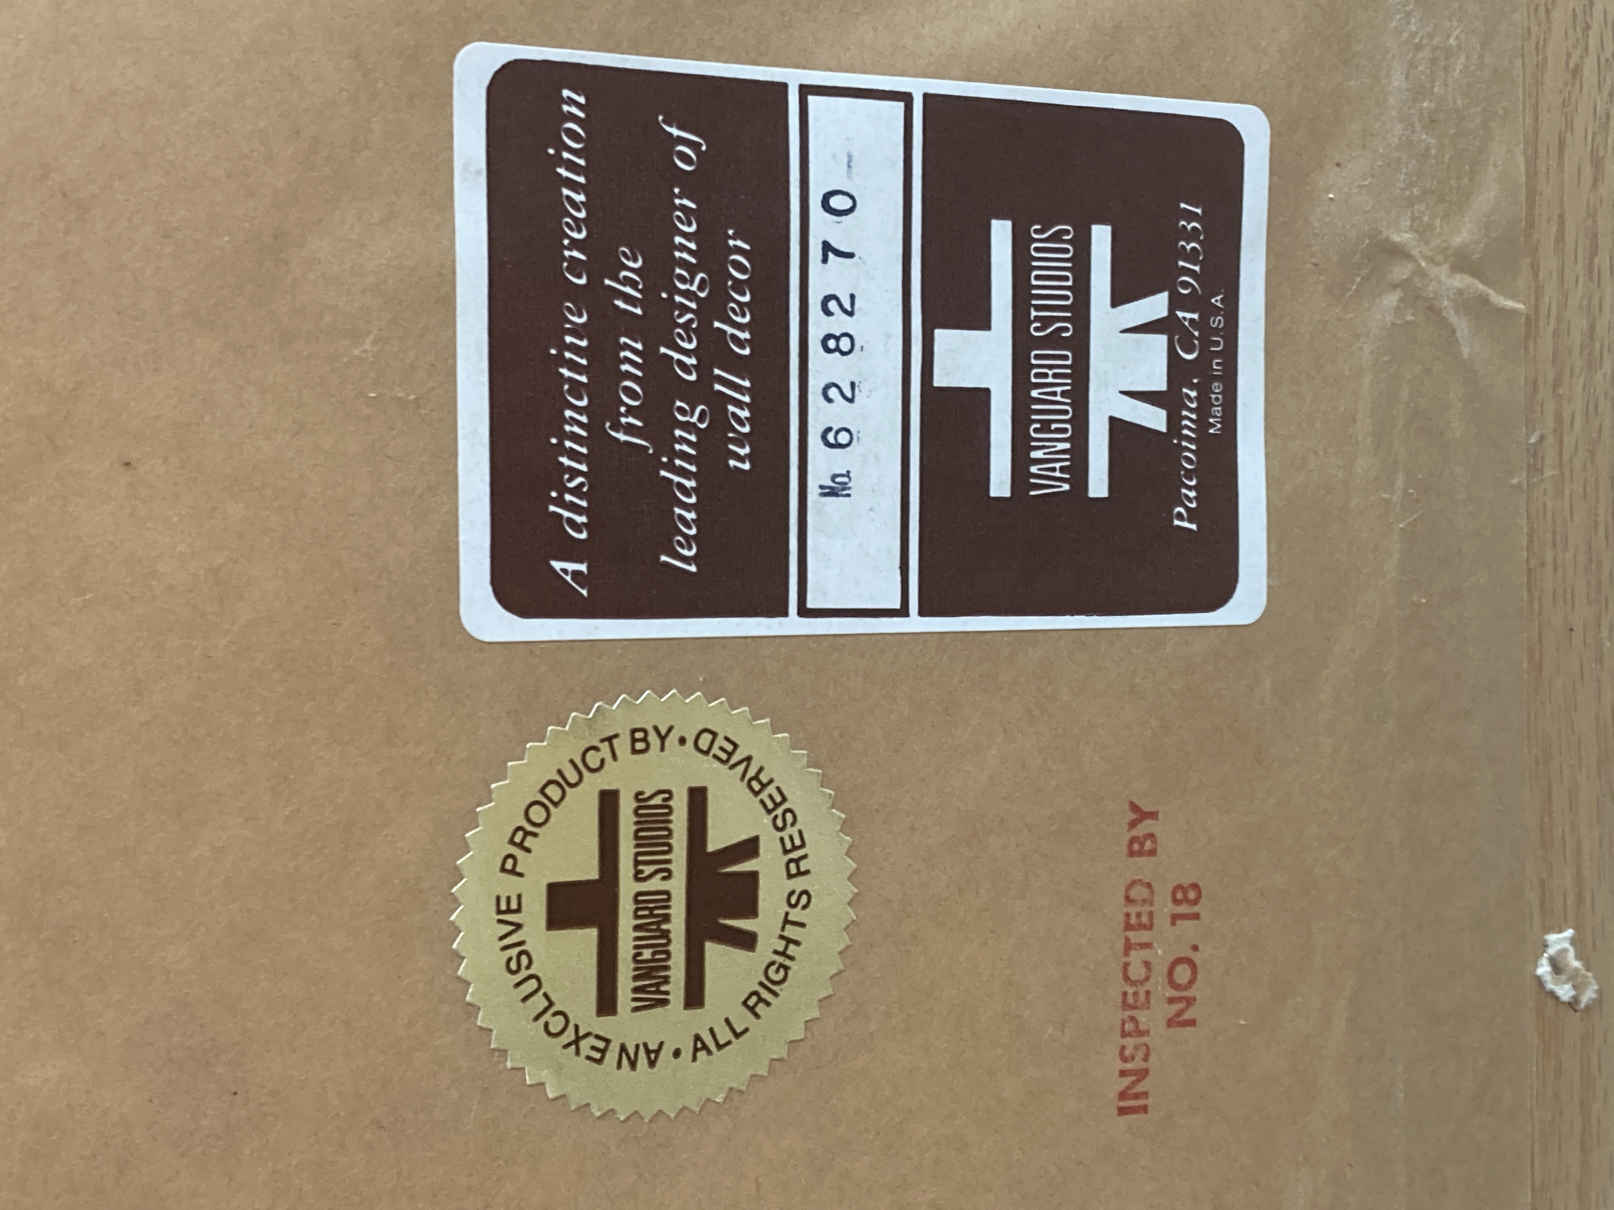 A distinctive creation
from the
leading designer of
wall decor
No. 628270
VANGUARD STUDIOS
Pacoima, CA 91331
Made in U.S.A.
AN EXCLUSIVE PRODUCT BY •
VANGUARD STUDIOS
ALL RIGHTS RESERVED •
INSPECTED BY
NO. 18